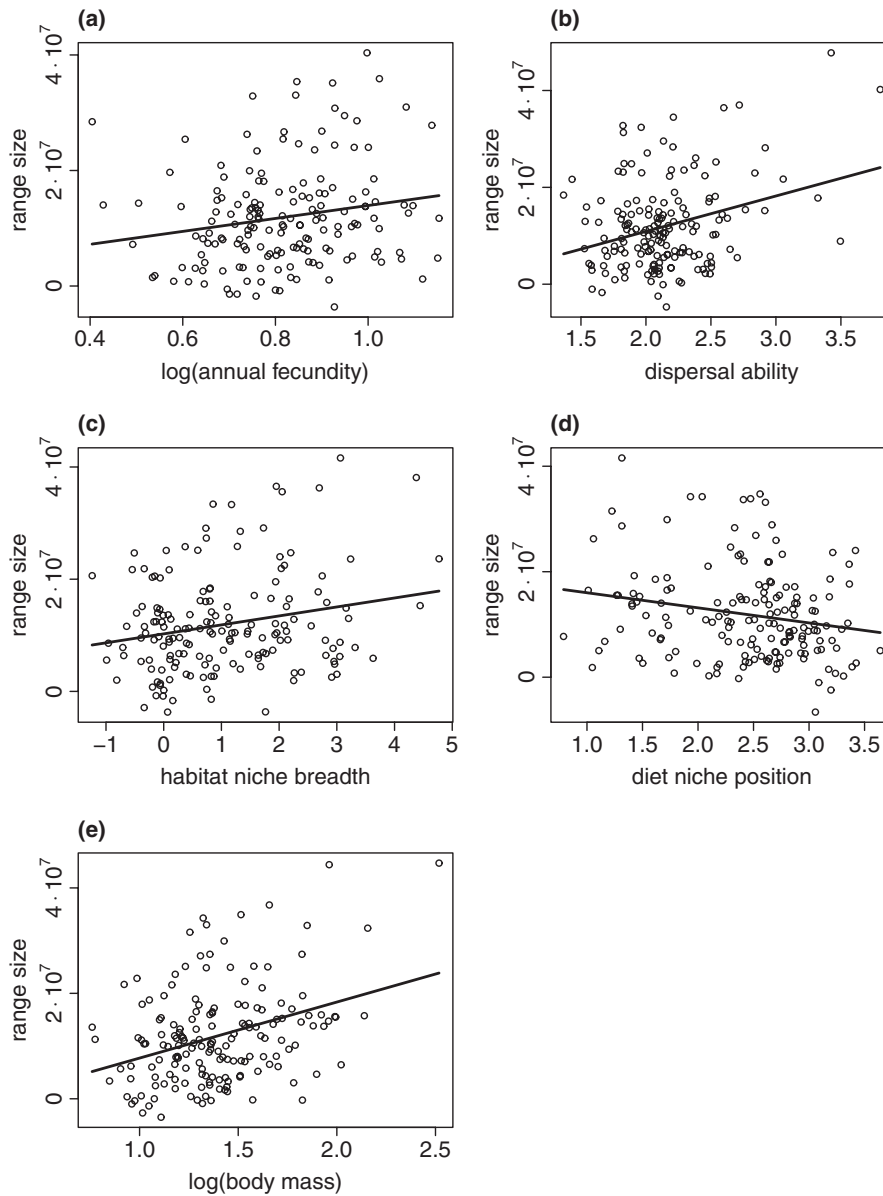 (a)
range size
4·10⁷
2·10⁷
0
0.4 0.6 0.8 1.0
log(annual fecundity)
(b)
range size
4·10⁷
2·10⁷
0
1.5 2.0 2.5 3.0 3.5
dispersal ability
(c)
range size
4·10⁷
2·10⁷
0
−1 0 1 2 3 4 5
habitat niche breadth
(d)
range size
4·10⁷
2·10⁷
0
1.0 1.5 2.0 2.5 3.0 3.5
diet niche position
(e)
range size
4·10⁷
2·10⁷
0
1.0 1.5 2.0 2.5
log(body mass)